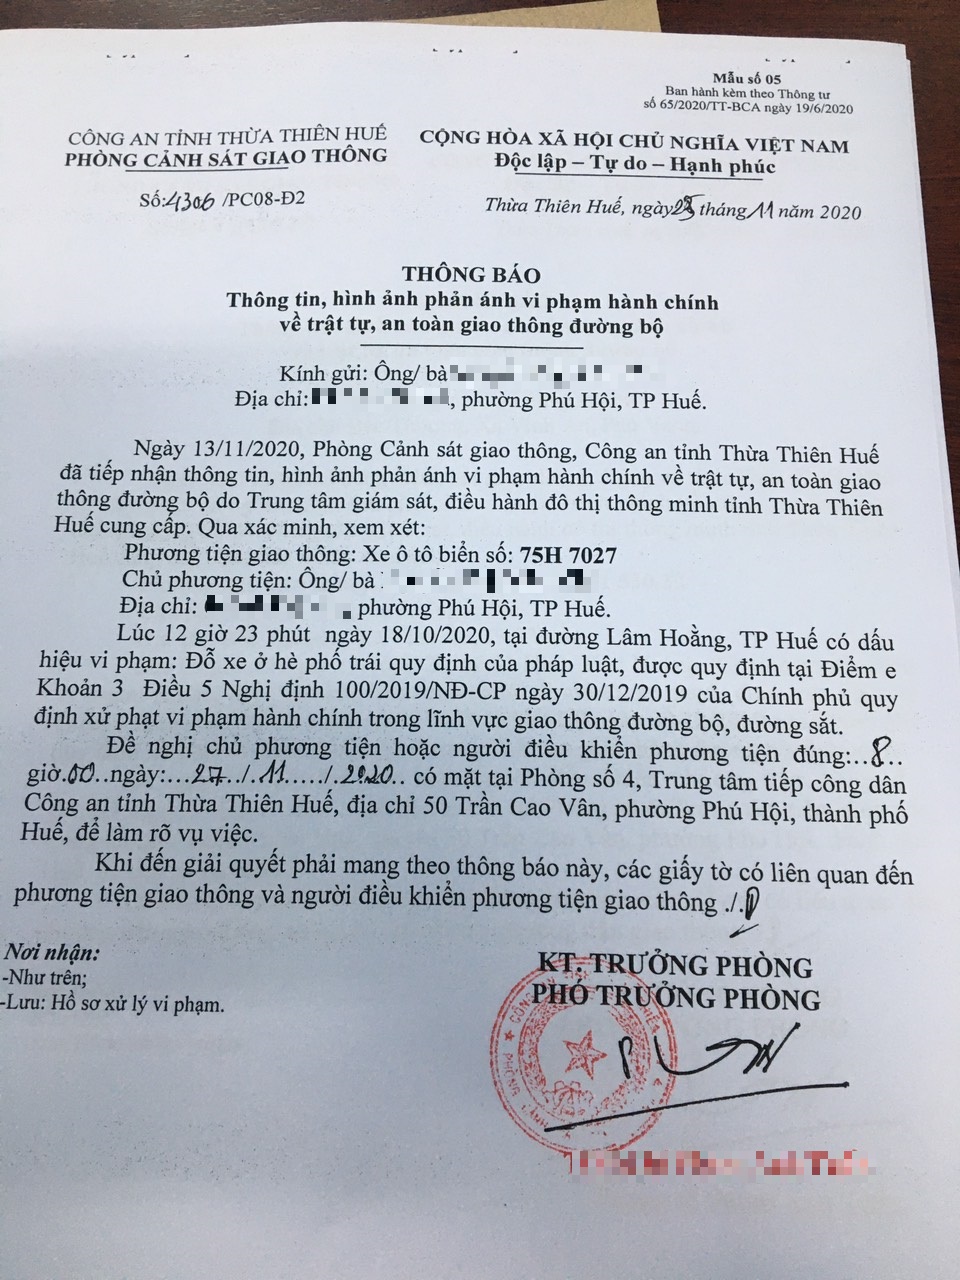 Mẫu số 05
Ban hành kèm theo Thông tư
số 65/2020/TT-BCA ngày 19/6/2020
CÔNG AN TỈNH THỪA THIÊN HUẾ
PHÒNG CẢNH SÁT GIAO THÔNG
Số: 4306 /PC08-Đ2
CỘNG HÒA XÃ HỘI CHỦ NGHĨA VIỆT NAM
Độc lập – Tự do – Hạnh phúc
Thừa Thiên Huế, ngày tháng 11 năm 2020
THÔNG BÁO
Thông tin, hình ảnh phản ánh vi phạm hành chính
về trật tự, an toàn giao thông đường bộ
Kính gửi: Ông/ bà
Địa chỉ: , phường Phú Hội, TP Huế.
Ngày 13/11/2020, Phòng Cảnh sát giao thông, Công an tỉnh Thừa Thiên Huế
đã tiếp nhận thông tin, hình ảnh phản ánh vi phạm hành chính về trật tự, an toàn giao
thông đường bộ do Trung tâm giám sát, điều hành đô thị thông minh tỉnh Thừa Thiên
Huế cung cấp. Qua xác minh, xem xét:
Phương tiện giao thông: Xe ô tô biển số: 75H 7027
Chủ phương tiện: Ông/ bà
Địa chỉ: , phường Phú Hội, TP Huế.
Lúc 12 giờ 23 phút ngày 18/10/2020, tại đường Lâm Hoằng, TP Huế có dấu
hiệu vi phạm: Đỗ xe ở hè phố trái quy định của pháp luật, được quy định tại Điểm e
Khoản 3 Điều 5 Nghị định 100/2019/NĐ-CP ngày 30/12/2019 của Chính phủ quy
định xử phạt vi phạm hành chính trong lĩnh vực giao thông đường bộ, đường sắt.
Đề nghị chủ phương tiện hoặc người điều khiển phương tiện đúng:..8..
giờ.00..ngày:...27../.11...../.2020.. có mặt tại Phòng số 4, Trung tâm tiếp công dân
Công an tỉnh Thừa Thiên Huế, địa chỉ 50 Trần Cao Vân, phường Phú Hội, thành phố
Huế, để làm rõ vụ việc.
Khi đến giải quyết phải mang theo thông báo này, các giấy tờ có liên quan đến
phương tiện giao thông và người điều khiển phương tiện giao thông ./.
Nơi nhận:
-Như trên;
-Lưu: Hồ sơ xử lý vi phạm.
KT. TRƯỞNG PHÒNG
PHÓ TRƯỞNG PHÒNG